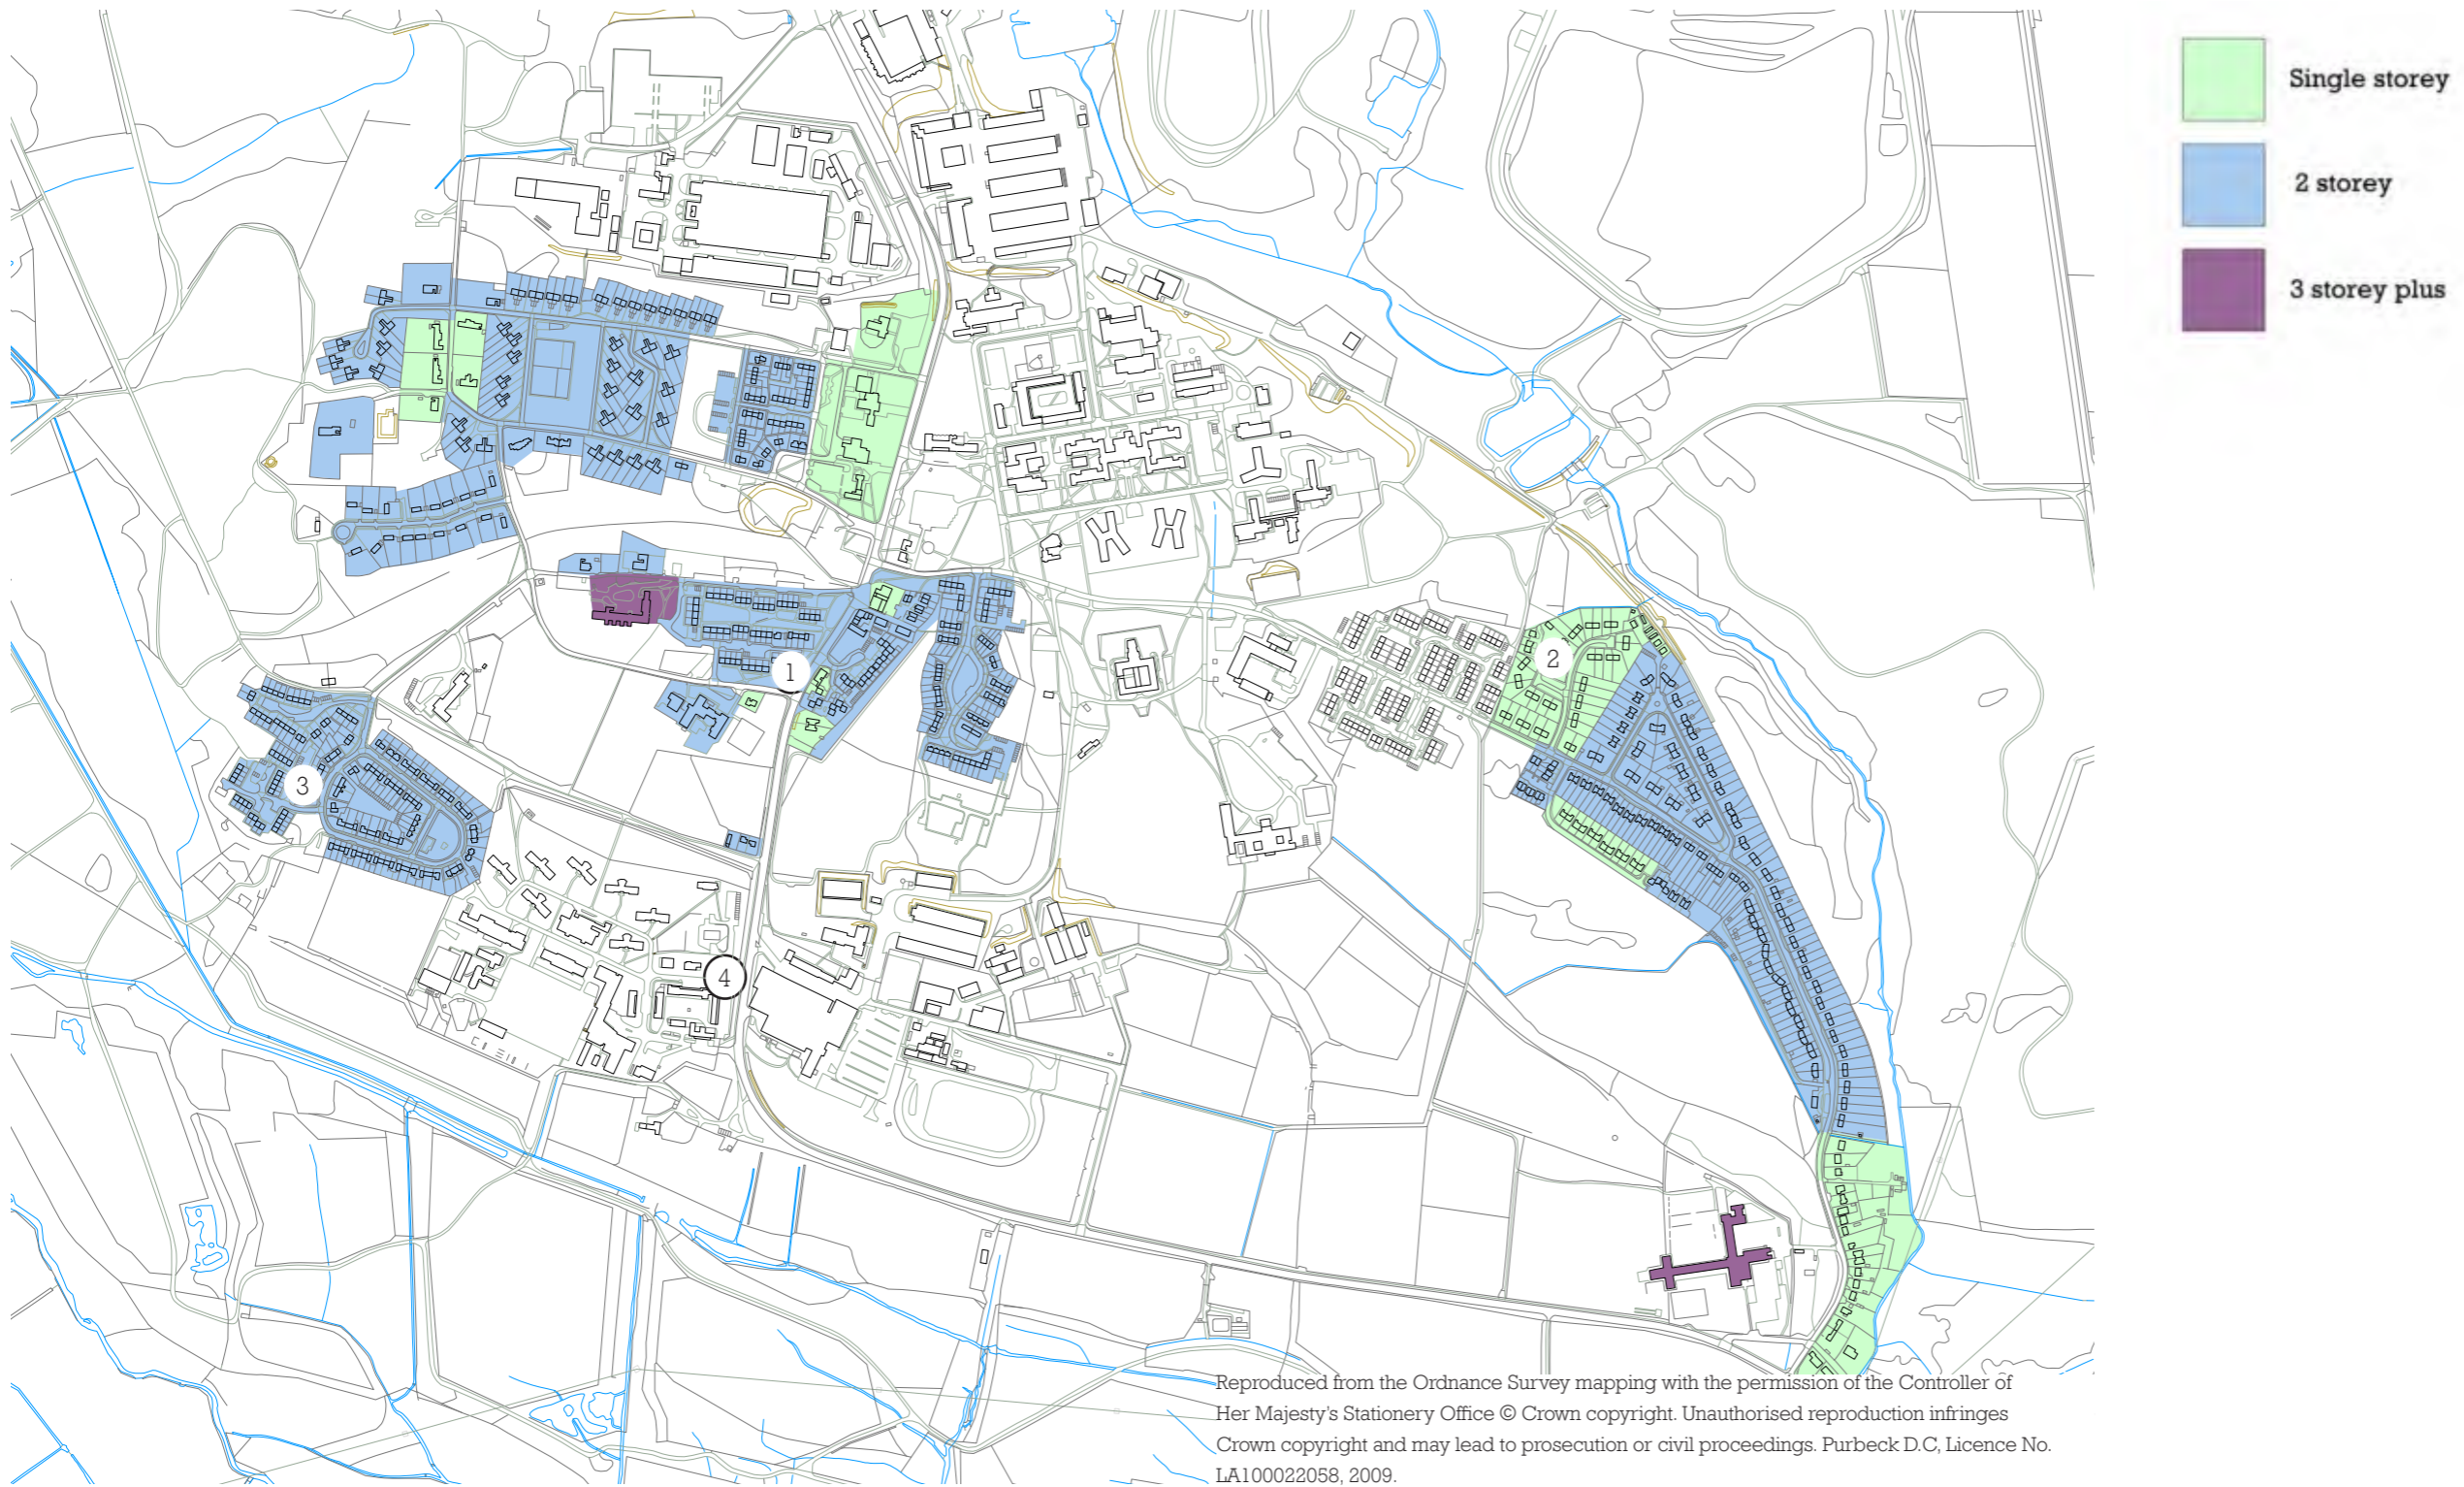 Single storey
2 storey
3 storey plus
1
2
3
4
Reproduced from the Ordnance Survey mapping with the permission of the Controller of
Her Majesty's Stationery Office © Crown copyright. Unauthorised reproduction infringes
Crown copyright and may lead to prosecution or civil proceedings. Purbeck D.C, Licence No.
LA100022058, 2009.